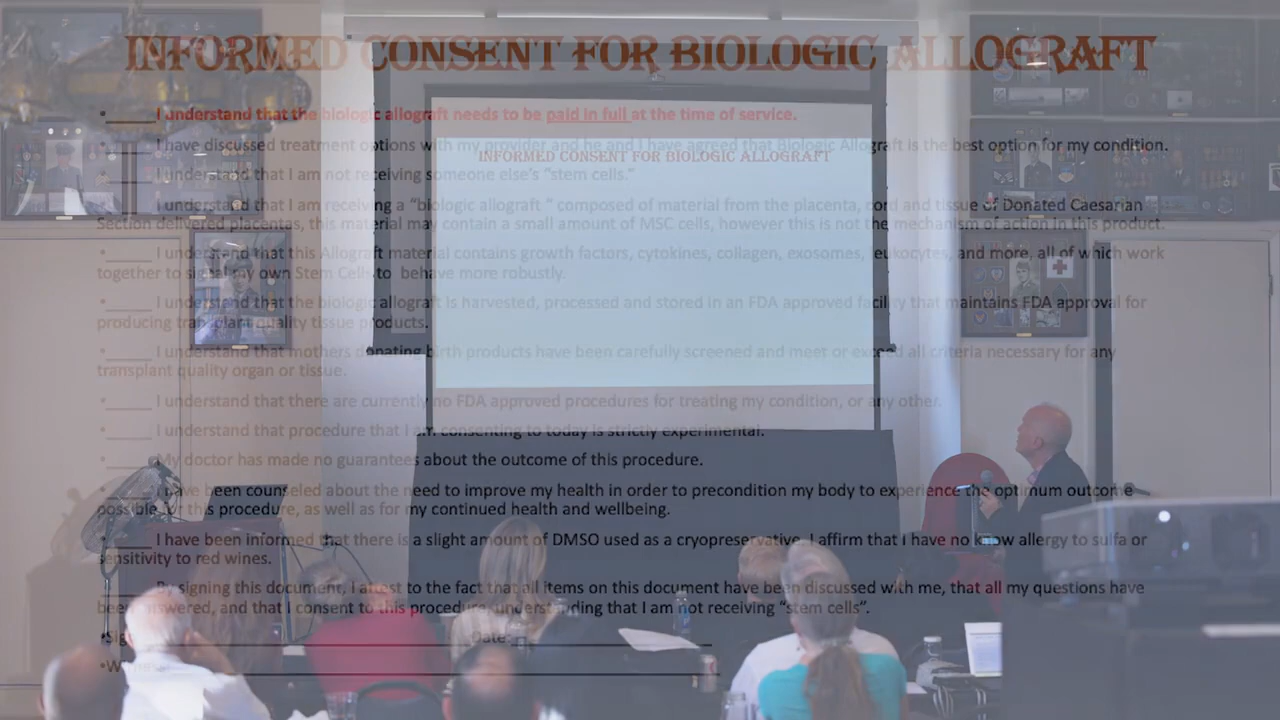 INFORMED CONSENT FOR BIOLOGIC ALLOGRAFT
•_____ I understand that the biologic allograft needs to be paid in full at the time of service.
•_____ I have discussed treatment options with my provider and he and I have agreed that Biologic Allograft is the best option for my condition.
•_____ I understand that I am not receiving someone else's "stem cells."
•_____ I understand that I am receiving a "biologic allograft " composed of material from the placenta, cord and tissue of Donated Caesarian
Section delivered placentas, this material may contain a small amount of MSC cells, however this is not the mechanism of action in this product.
•_____ I understand that this Allograft material contains growth factors, cytokines, collagen, exosomes, leukocytes, and more, all of which work
together to signal my own Stem Cells to behave more robustly.
•_____ I understand that the biologic allograft is harvested, processed and stored in an FDA approved facility that maintains FDA approval for
producing transplant quality tissue products.
•_____ I understand that mothers donating birth products have been carefully screened and meet or exceed all criteria necessary for any
transplant quality organ or tissue.
•_____ I understand that there are currently no FDA approved procedures for treating my condition, or any other.
•_____ I understand that procedure that I am consenting to today is strictly experimental.
•_____ My doctor has made no guarantees about the outcome of this procedure.
•_____ I have been counseled about the need to improve my health in order to precondition my body to experience the optimum outcome
possible for this procedure, as well as for my continued health and wellbeing.
•_____ I have been informed that there is a slight amount of DMSO used as a cryopreservative. I affirm that I have no know allergy to sulfa or
sensitivity to red wines.
•_____ By signing this document, I attest to the fact that all items on this document have been discussed with me, that all my questions have
been answered, and that I consent to this procedure understanding that I am not receiving "stem cells".
Date:
INFORMED CONSENT FOR BIOLOGIC ALLOGRAFT